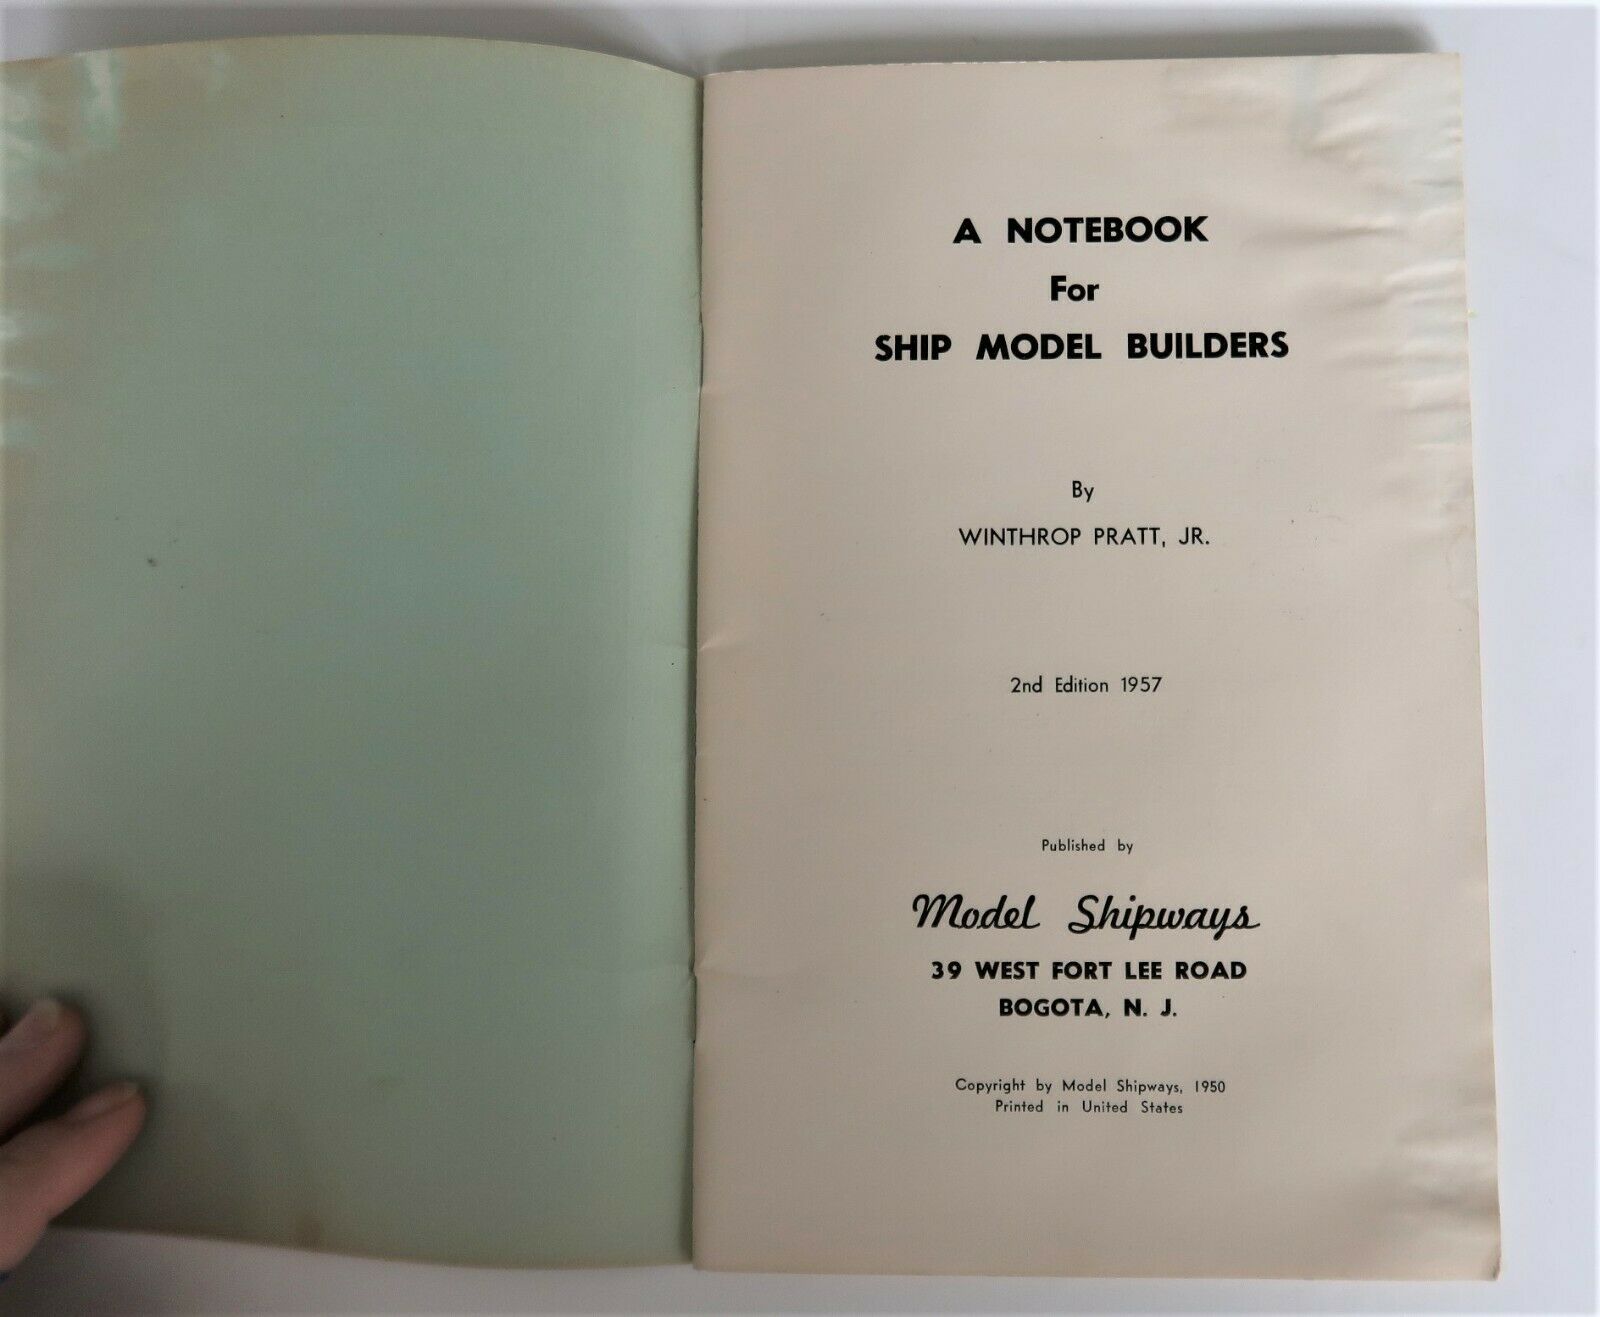 A NOTEBOOK
For
SHIP MODEL BUILDERS
By
WINTHROP PRATT, JR.
2nd Edition 1957
Published by
Model Shipways
39 WEST FORT LEE ROAD
BOGOTA, N. J.
Copyright by Model Shipways, 1950
Printed in United States